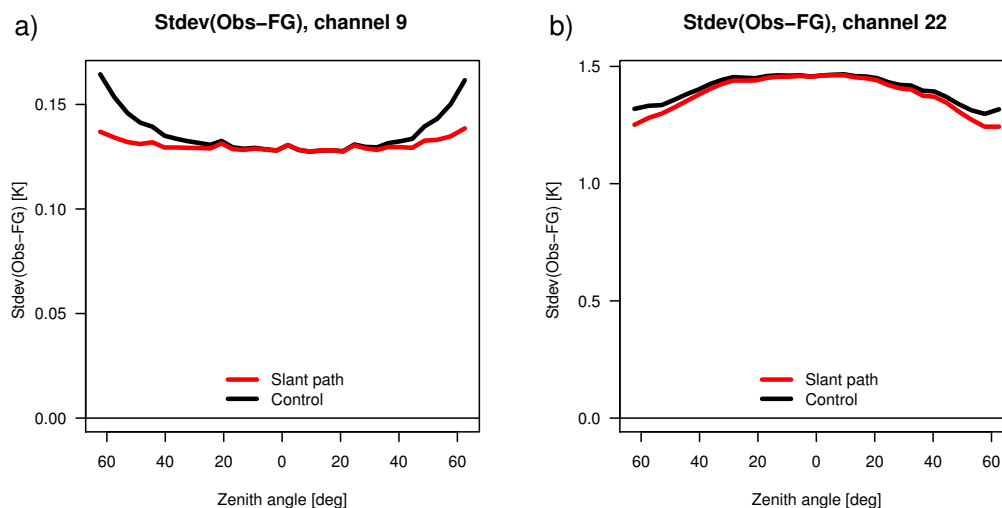 a)
Stdev(Obs−FG), channel 9
Stdev(Obs−FG) [K]
0.15
0.10
0.05
0.00
Slant path
Control
60 40 20 0 20 40 60
Zenith angle [deg]
b)
Stdev(Obs−FG), channel 22
Stdev(Obs−FG) [K]
1.5
1.0
0.5
0.0
Slant path
Control
60 40 20 0 20 40 60
Zenith angle [deg]